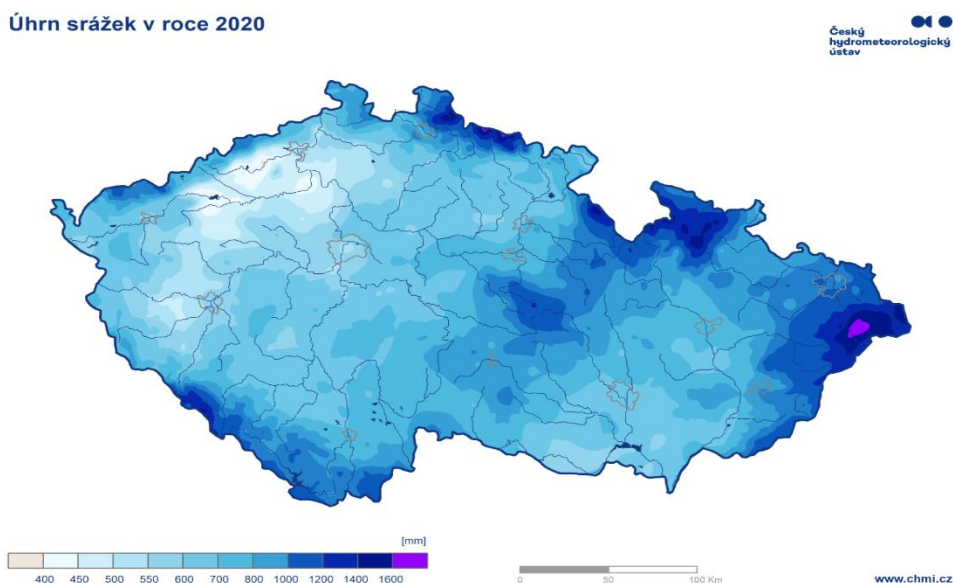 Úhrn srážek v roce 2020
Český
hydrometeorologický
ústav
[mm]
400 450 500 550 600 700 800 1000 1200 1400 1600
0 50 100 Km
www.chmi.cz